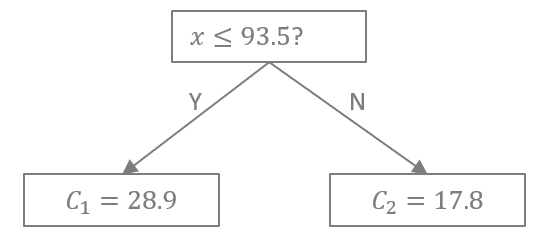 x ≤ 93.5?
Y
N
C₁ = 28.9
C₂ = 17.8